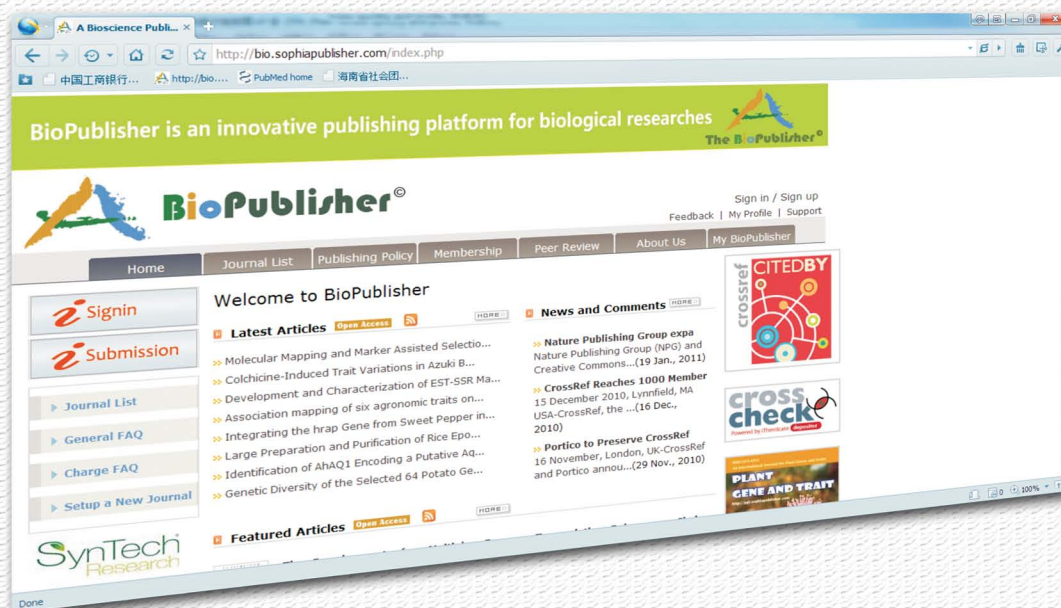 A Bioscience Publi...
http://bio.sophiapublisher.com/index.php
中国工商银行...
http://bio....
PubMed home
海南省社会团...
BioPublisher is an innovative publishing platform for biological researches
The BioPublisher©
BioPublisher©
Sign in / Sign up
Feedback | My Profile | Support
Home
Journal List
Publishing Policy
Membership
Peer Review
About Us
My BioPublisher
Signin
Submission
Journal List
General FAQ
Charge FAQ
Setup a New Journal
SynTech
Research
Welcome to BioPublisher
Latest Articles Open Access MORE
» Molecular Mapping and Marker Assisted Selectio...
» Colchicine-Induced Trait Variations in Azuki B...
» Development and Characterization of EST-SSR Ma...
» Association mapping of six agronomic traits on...
» Integrating the hrap Gene from Sweet Pepper in...
» Large Preparation and Purification of Rice Epo...
» Identification of AhAQ1 Encoding a Putative Aq...
» Genetic Diversity of the Selected 64 Potato Ge...
Featured Articles Open Access MORE
News and Comments MORE
» Nature Publishing Group expa
Nature Publishing Group (NPG) and
Creative Commons...(19 Jan., 2011)
» CrossRef Reaches 1000 Member
15 December 2010, Lynnfield, MA
USA-CrossRef, the ...(16 Dec.,
2010)
» Portico to Preserve CrossRef
16 November, London, UK-CrossRef
and Portico annou...(29 Nov., 2010)
crossref
CITEDBY
cross
check
Powered by iThenticate depositor
PLANT
GENE AND TRAIT
0
100%
Done